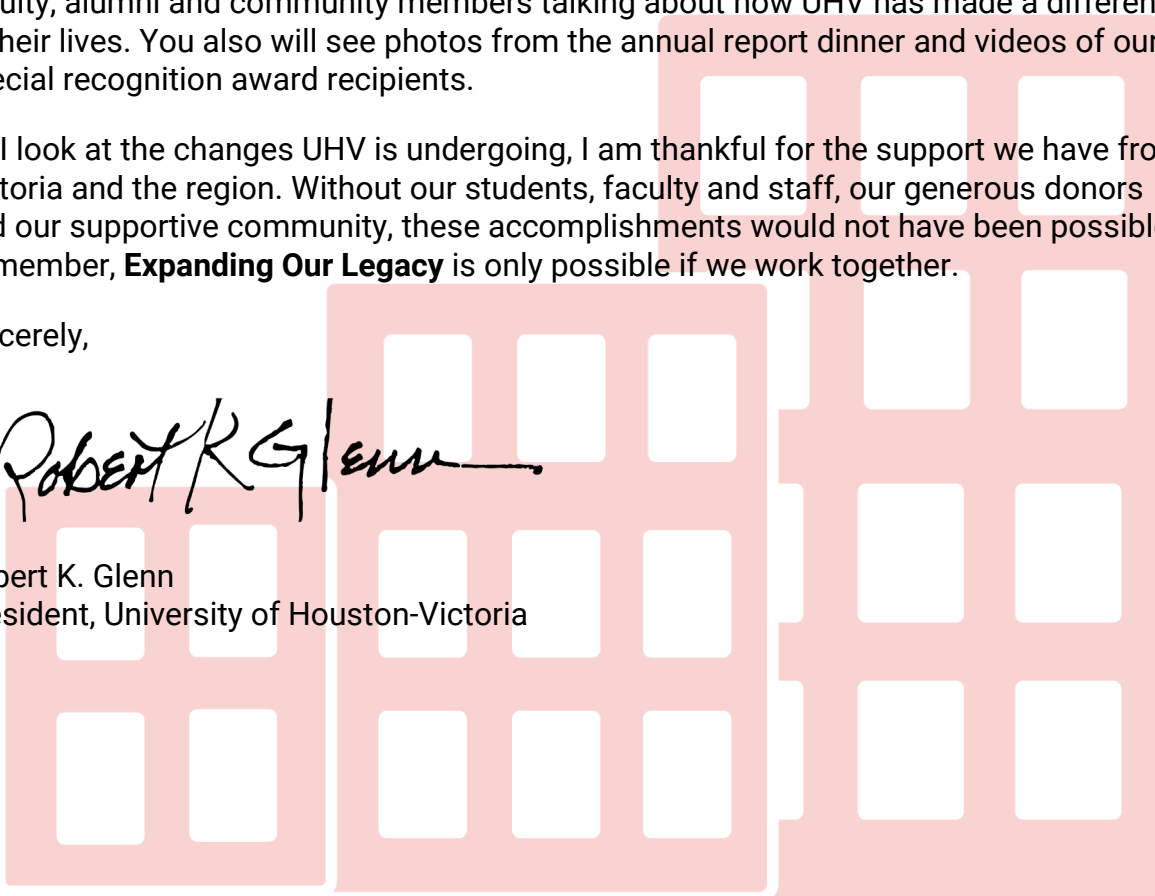 ulty, alumni and community members talking about how UHV has made a differen
heir lives. You also will see photos from the annual report dinner and videos of our
ecial recognition award recipients.
I look at the changes UHV is undergoing, I am thankful for the support we have fro
toria and the region. Without our students, faculty and staff, our generous donors
d our supportive community, these accomplishments would not have been possible
member, Expanding Our Legacy is only possible if we work together.
cerely,
Robert K Glenn
bert K. Glenn
esident, University of Houston-Victoria